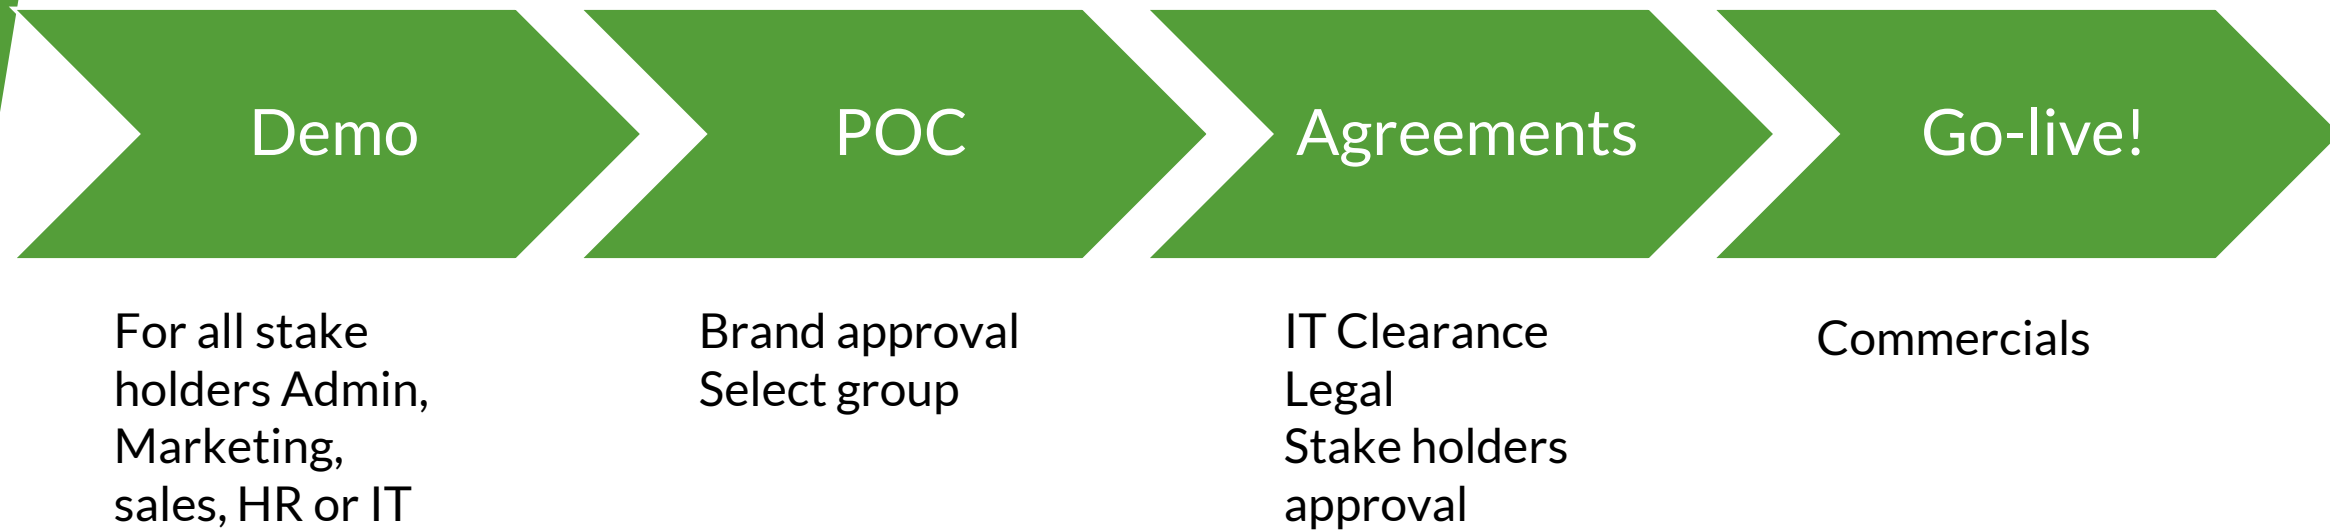 Demo
POC
Agreements
Go-live!
For all stake
holders Admin,
Marketing,
sales, HR or IT
Brand approval
Select group
IT Clearance
Legal
Stake holders
approval
Commercials